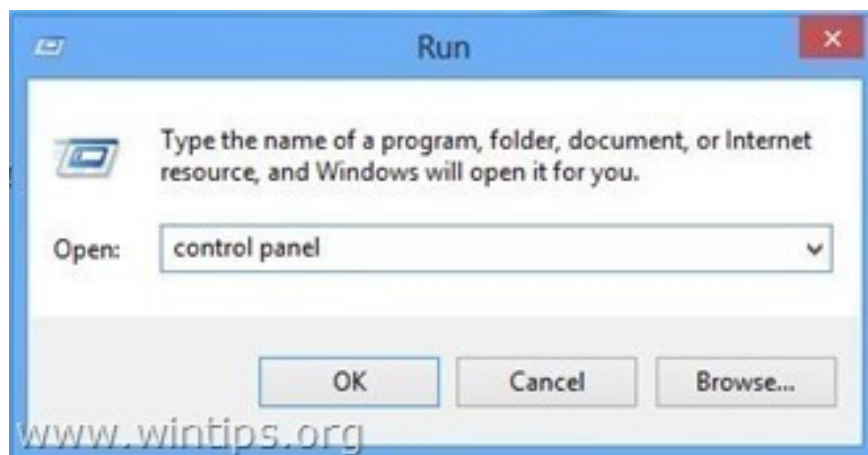 Run
Type the name of a program, folder, document, or Internet
resource, and Windows will open it for you.
Open: control panel
OK Cancel Browse...
www.wintips.org